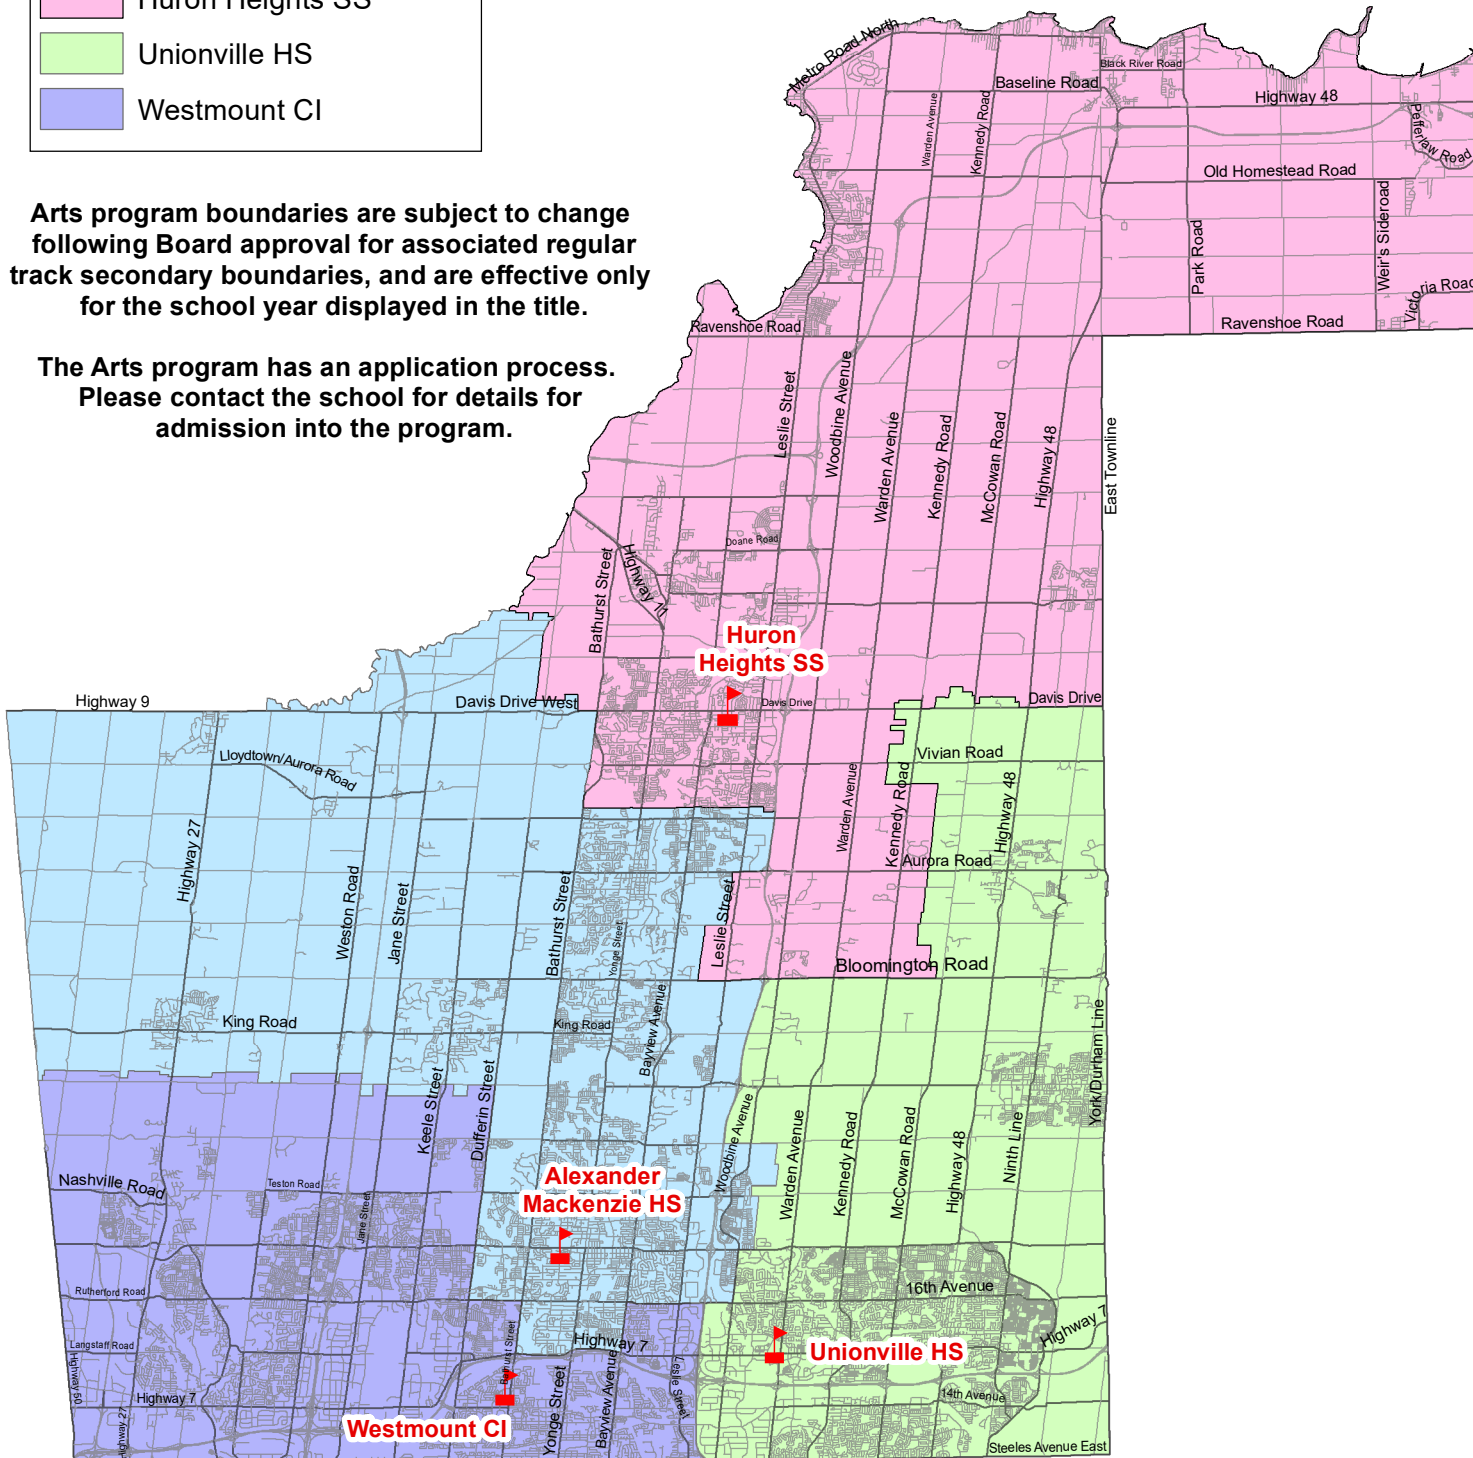 Huron Heights SS
Unionville HS
Westmount CI
Arts program boundaries are subject to change
following Board approval for associated regular
track secondary boundaries, and are effective only
for the school year displayed in the title.
The Arts program has an application process.
Please contact the school for details for
admission into the program.
Metro Road North
Black River Road
Baseline Road
Highway 48
Pefferlaw Road
Warden Avenue
Kennedy Road
Old Homestead Road
Park Road
Weir's Sideroad
Victoria Road
Ravenshoe Road
Ravenshoe Road
Leslie Street
Woodbine Avenue
Warden Avenue
Kennedy Road
McCowan Road
Highway 48
East Townline
Doane Road
Bathurst Street
Highway 11
Huron
Heights SS
Highway 9
Davis Drive West
Davis Drive
Davis Drive
Lloydtown/Aurora Road
Vivian Road
Highway 27
Weston Road
Jane Street
Bathurst Street
Yonge Street
Leslie Street
Warden Avenue
Kennedy Road
Highway 48
Aurora Road
Bloomington Road
King Road
King Road
Bayview Avenue
York/Durham Line
Keele Street
Dufferin Street
Woodbine Avenue
Warden Avenue
Kennedy Road
McCowan Road
Highway 48
Ninth Line
Nashville Road
Teston Road
Jane Street
Alexander
Mackenzie HS
Rutherford Road
16th Avenue
Langstaff Road
Highway 50
Highway 7
Highway 27
Bathurst Street
Highway 7
Highway 7
Unionville HS
Westmount CI
Yonge Street
Bayview Avenue
Leslie Street
14th Avenue
Steeles Avenue East